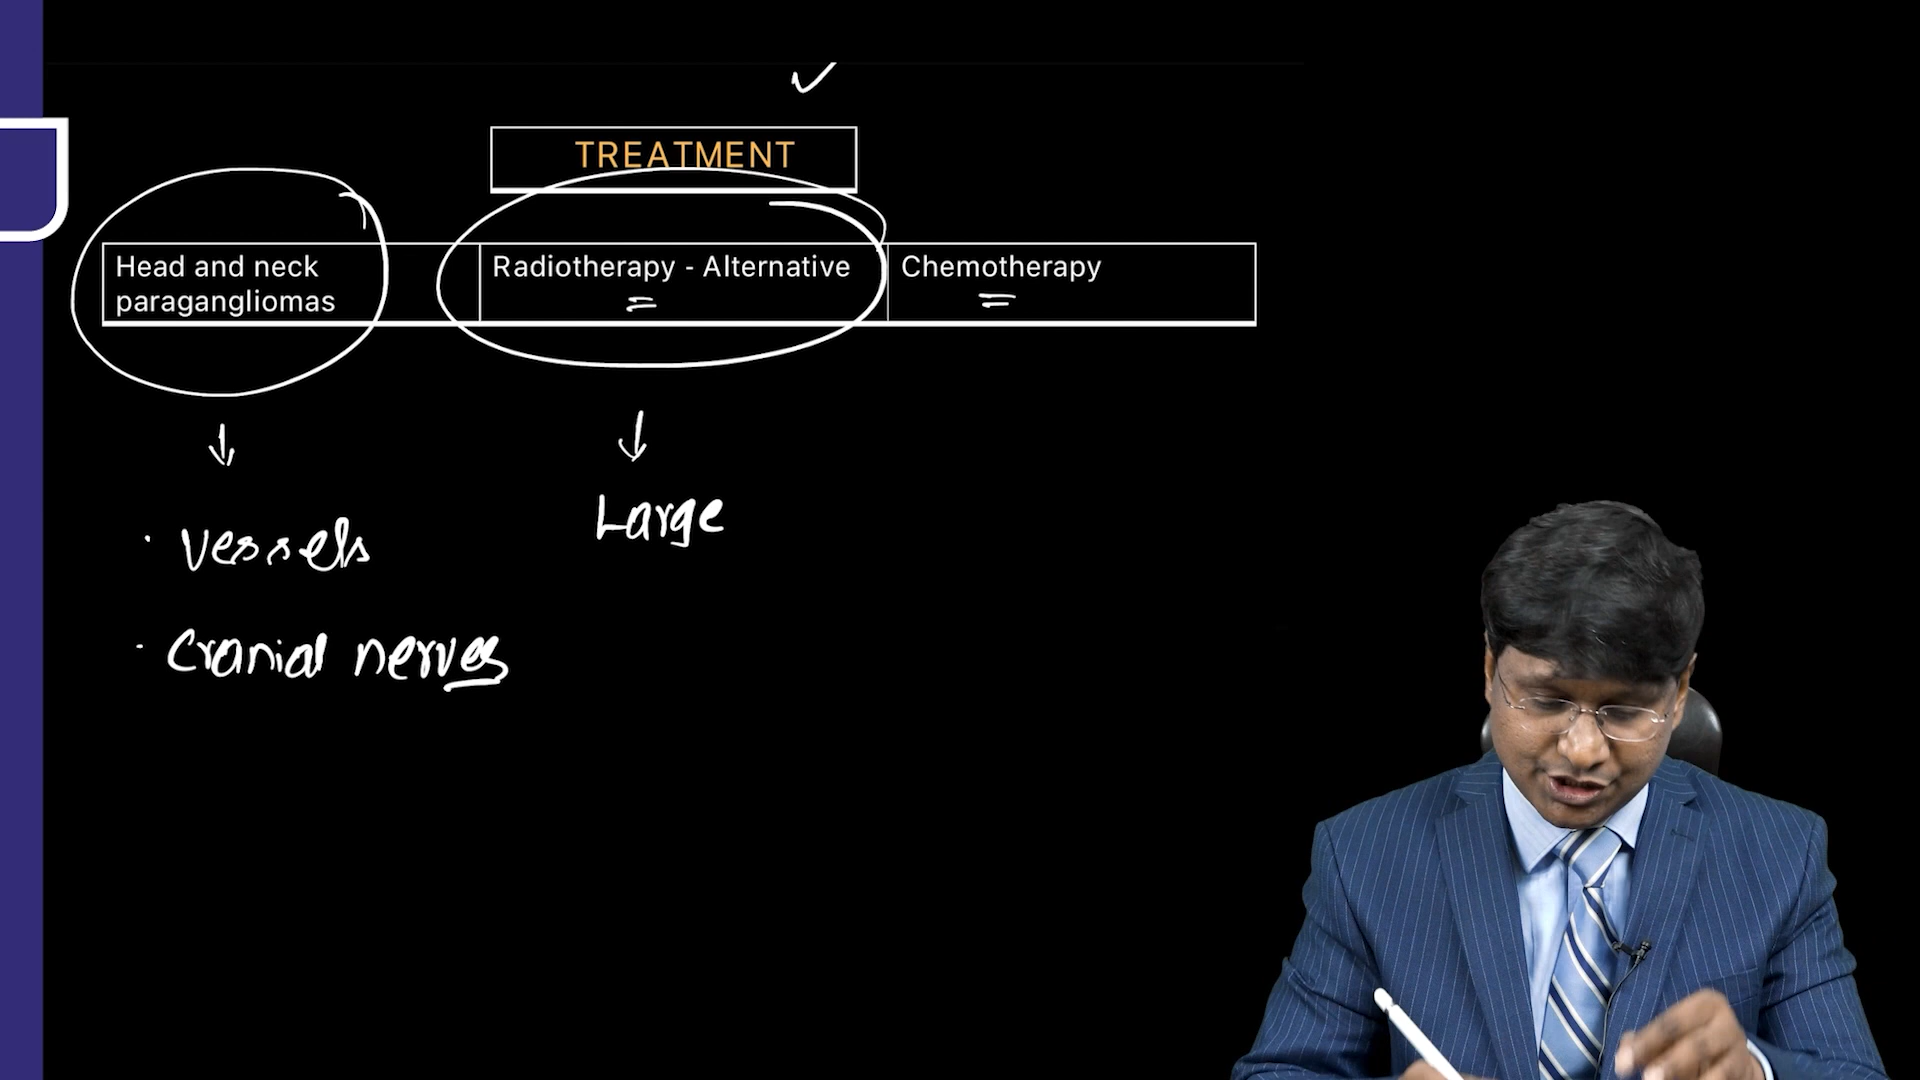 TREATMENT
Head and neck
paragangliomas
Radiotherapy - Alternative
Chemotherapy
Large
vessels
cranial nerves